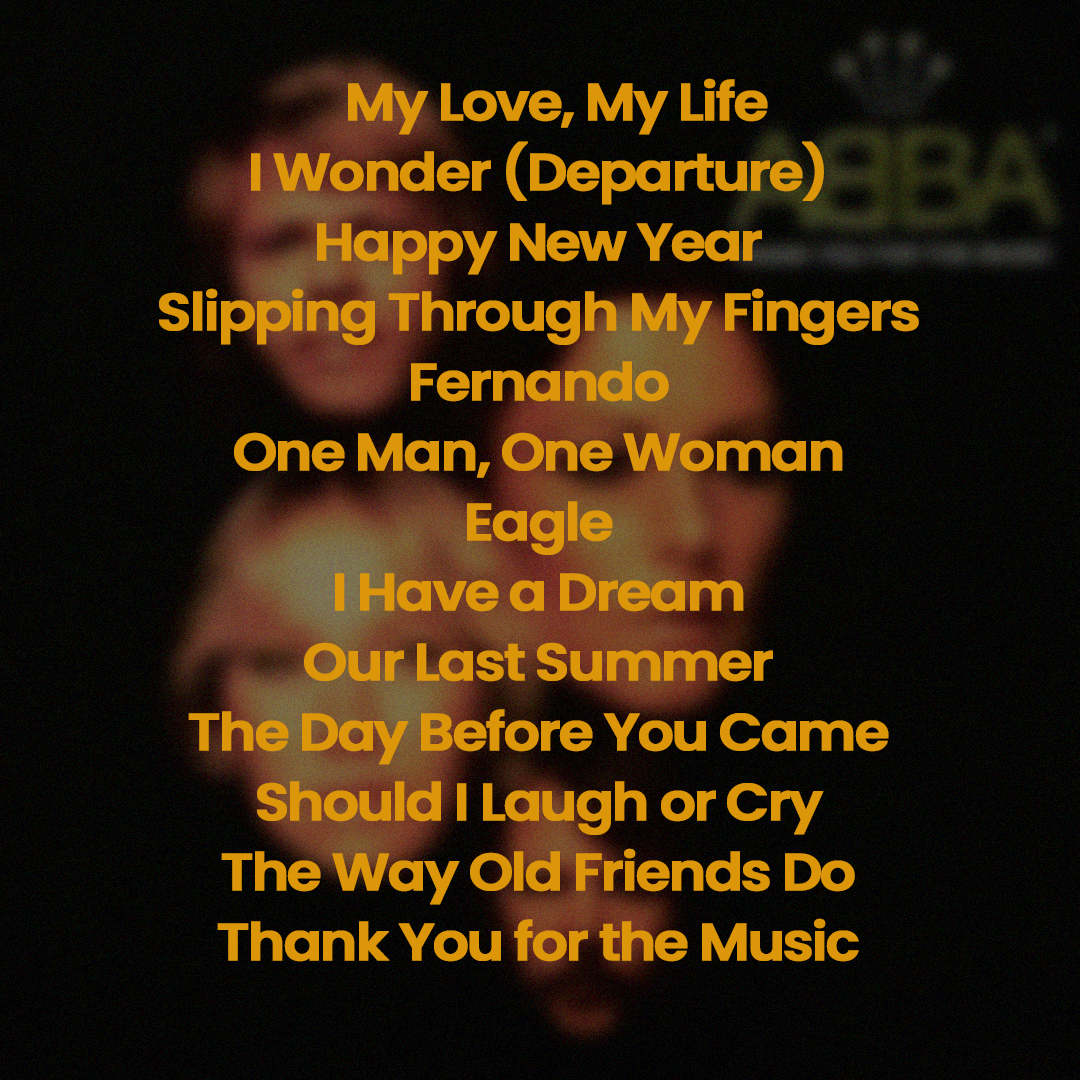 ABBA
My Love, My Life
I Wonder (Departure)
Happy New Year
Slipping Through My Fingers
Fernando
One Man, One Woman
Eagle
I Have a Dream
Our Last Summer
The Day Before You Came
Should I Laugh or Cry
The Way Old Friends Do
Thank You for the Music